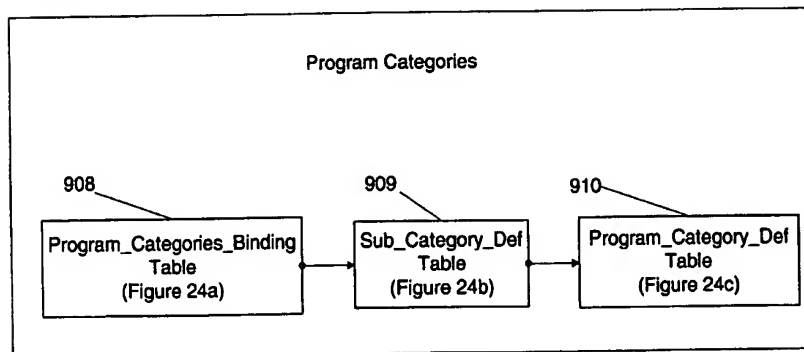 Program Categories
908
909
910
Program_Categories_Binding
Table
(Figure 24a)
Sub_Category_Def
Table
(Figure 24b)
Program_Category_Def
Table
(Figure 24c)